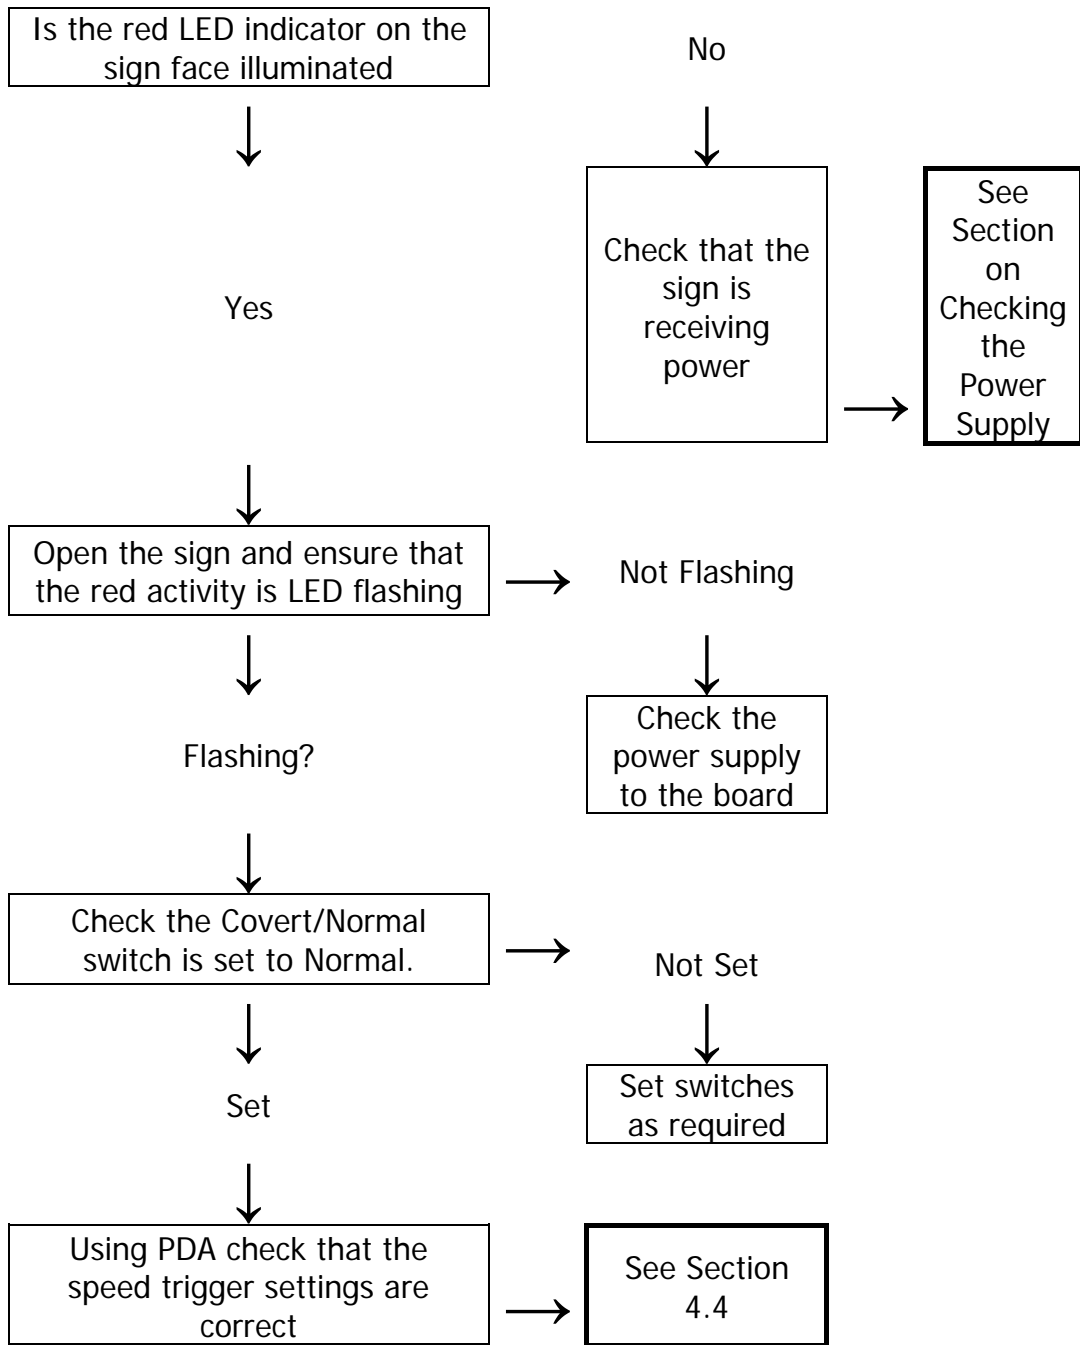 Is the red LED indicator on the
sign face illuminated
No
Check that the
sign is
receiving
power
See
Section
on
Checking
the
Power
Supply
Yes
Open the sign and ensure that
the red activity is LED flashing
Not Flashing
Check the
power supply
to the board
Flashing?
Check the Covert/Normal
switch is set to Normal.
Not Set
Set switches
as required
Set
Using PDA check that the
speed trigger settings are
correct
See Section
4.4